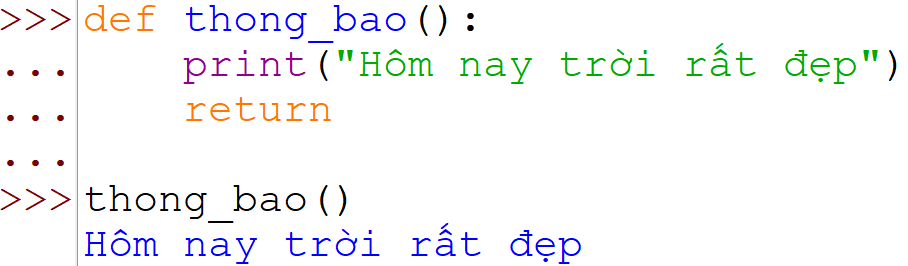 >>> def thong_bao():
...     print("Hôm nay trời rất đẹp")
...     return
...
>>> thong_bao()
Hôm nay trời rất đẹp